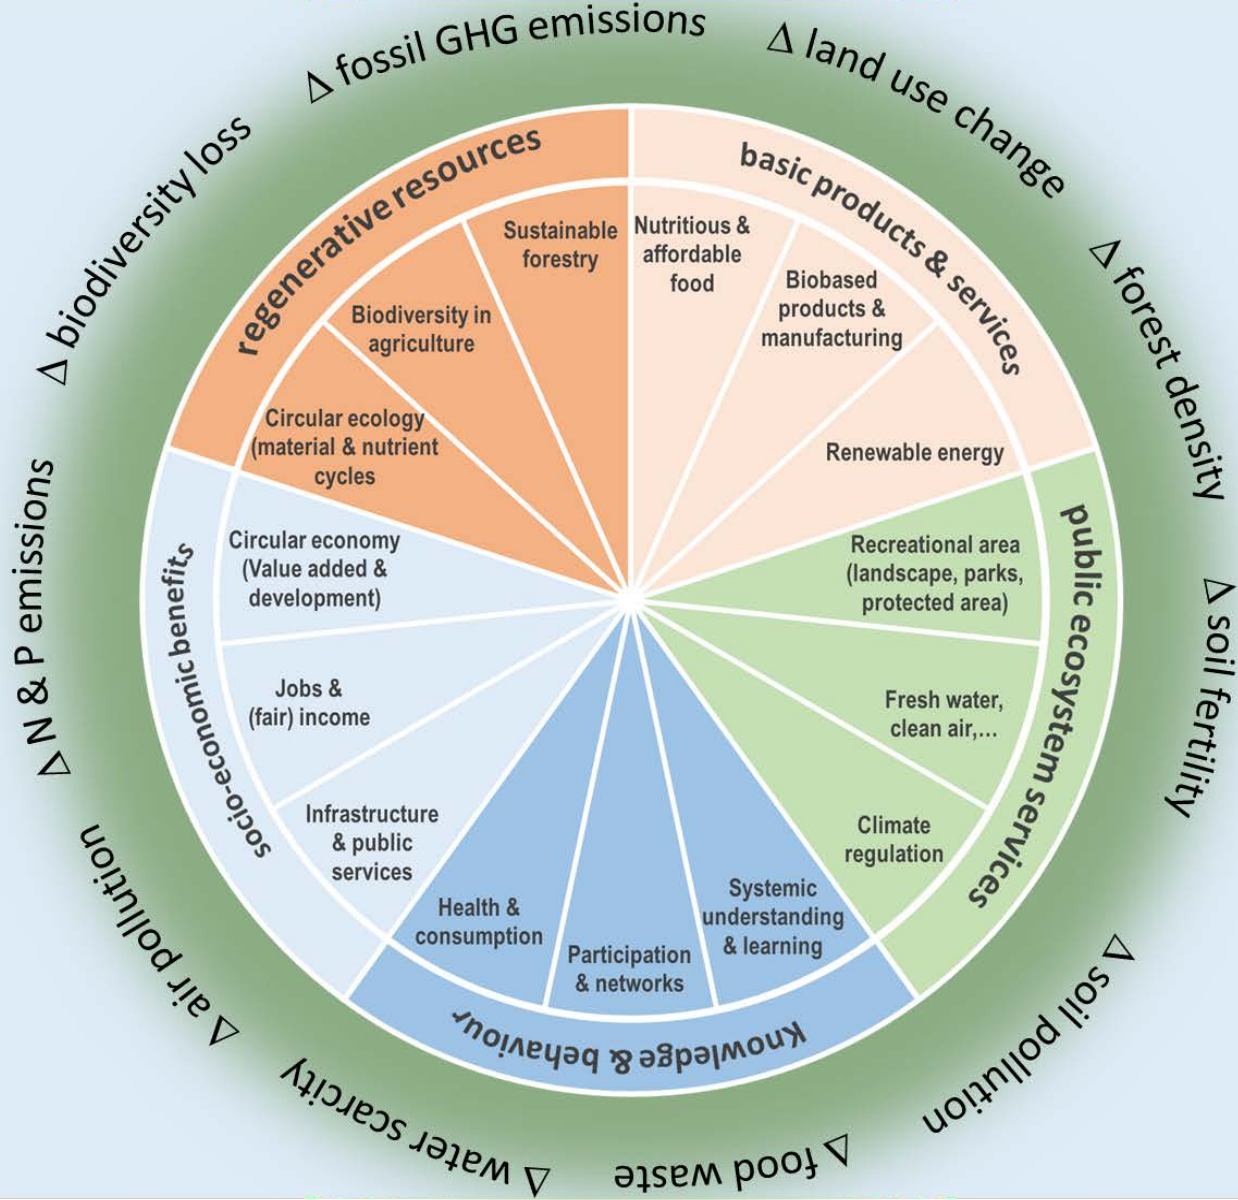 Δ fossil GHG emissions
Δ land use change
Δ forest density
Δ soil fertility
Δ soil pollution
Δ food waste
Δ water scarcity
Δ air pollution
Δ N & P emissions
Δ biodiversity loss
regenerative resources
Sustainable
forestry
Biodiversity in
agriculture
Circular ecology
(material & nutrient
cycles
basic products & services
Nutritious &
affordable
food
Biobased
products &
manufacturing
Renewable energy
public ecosystem services
Recreational area
(landscape, parks,
protected area)
Fresh water,
clean air,...
Climate
regulation
Knowledge & behaviour
Systemic
understanding
& learning
Participation
& networks
Health &
consumption
socio-economic benefits
Infrastructure
& public
services
Jobs &
(fair) income
Circular economy
(Value added &
development)